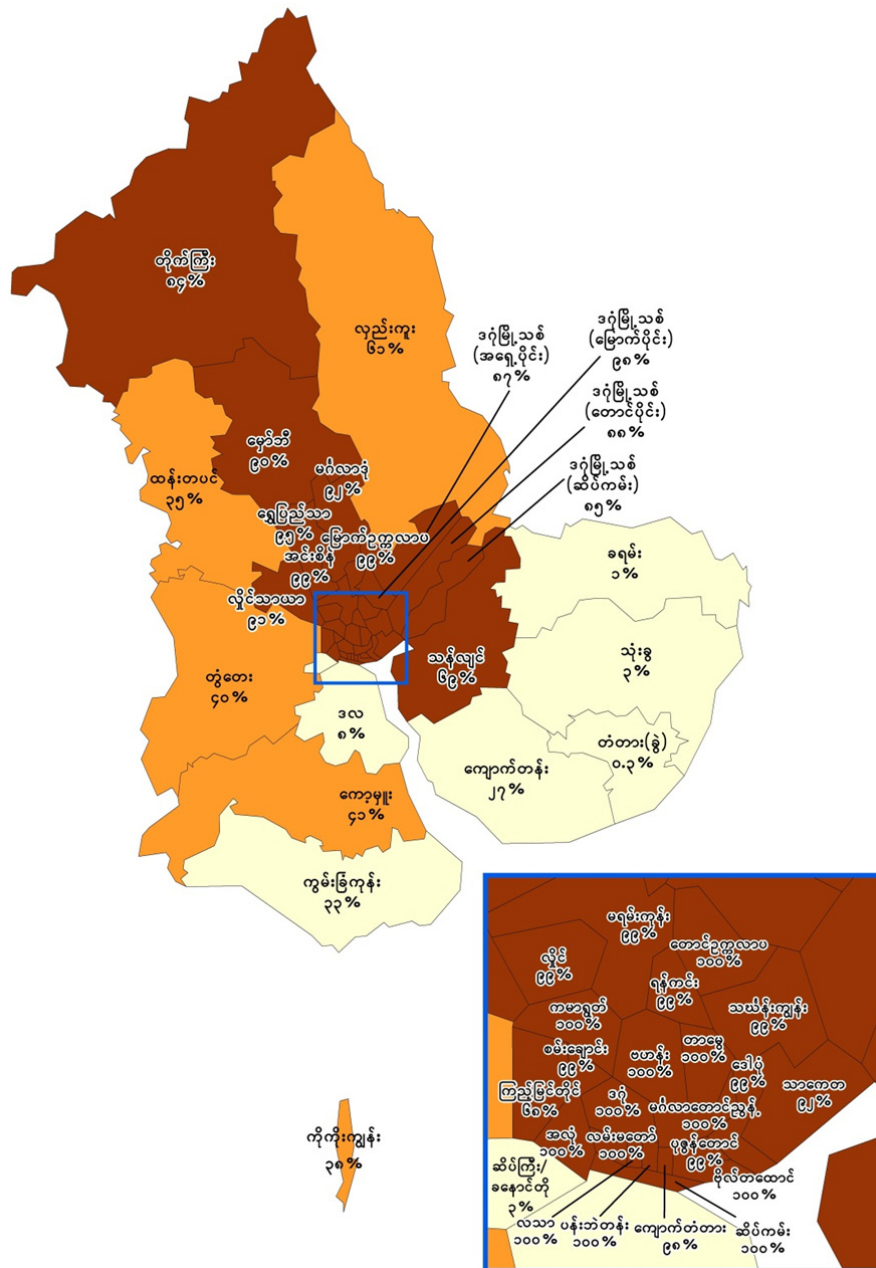 တိုက်ကြီး
၈၄%
လှည်းကူး
၆၁%
ဒဂုံမြို့သစ်
(အရှေ့ပိုင်း)
၈၇%
ဒဂုံမြို့သစ်
(မြောက်ပိုင်း)
၉၈%
ဒဂုံမြို့သစ်
(တောင်ပိုင်း)
၈၈%
ဒဂုံမြို့သစ်
(ဆိပ်ကမ်း)
၈၅%
မှော်ဘီ
၉၀%
မင်္ဂလာဒုံ
၉၂%
ထန်းတပင်
၃၅%
ရွှေပြည်သာ
၉၅%
မြောက်ဥက္ကလာပ
၉၉%
အင်းစိန်
၉၉%
လှိုင်သာယာ
၉၁%
ခရမ်း
၁%
သုံးခွ
၃%
သန်လျင်
၆၉%
တွံတေး
၄၀%
ဒလ
၈%
တံတား(ခွဲ)
၀.၃%
ကျောက်တန်း
၂၇%
ကော့မှူး
၄၁%
ကွမ်းခြံကုန်း
၃၃%
ကိုကိုးကျွန်း
၃၈%
မရမ်းကုန်း
၉၉%
တောင်ဥက္ကလာပ
၁၀၀%
လှိုင်
၉၉%
ရန်ကင်း
၉၉%
ကမာရွတ်
၁၀၀%
သင်္ဃန်းကျွန်း
၉၉%
စမ်းချောင်း
၉၉%
ဗဟန်း
၁၀၀%
တာမွေ
၁၀၀%
ဒေါပုံ
၉၉%
သာကေတ
၉၂%
ကြည့်မြင်တိုင်
၆၈%
ဒဂုံ
၁၀၀%
မင်္ဂလာတောင်ညွန့်
၁၀၀%
အလုံ
၁၀၀%
လမ်းမတော်
၁၀၀%
ပုဇွန်တောင်
၉၉%
ဗိုလ်တထောင်
၁၀၀%
ဆိပ်ကြီး/
ခနောင်တို
၃%
လသာ
၁၀၀%
ပန်းဘဲတန်း
၁၀၀%
ကျောက်တံတား
၉၈%
ဆိပ်ကမ်း
၁၀၀%